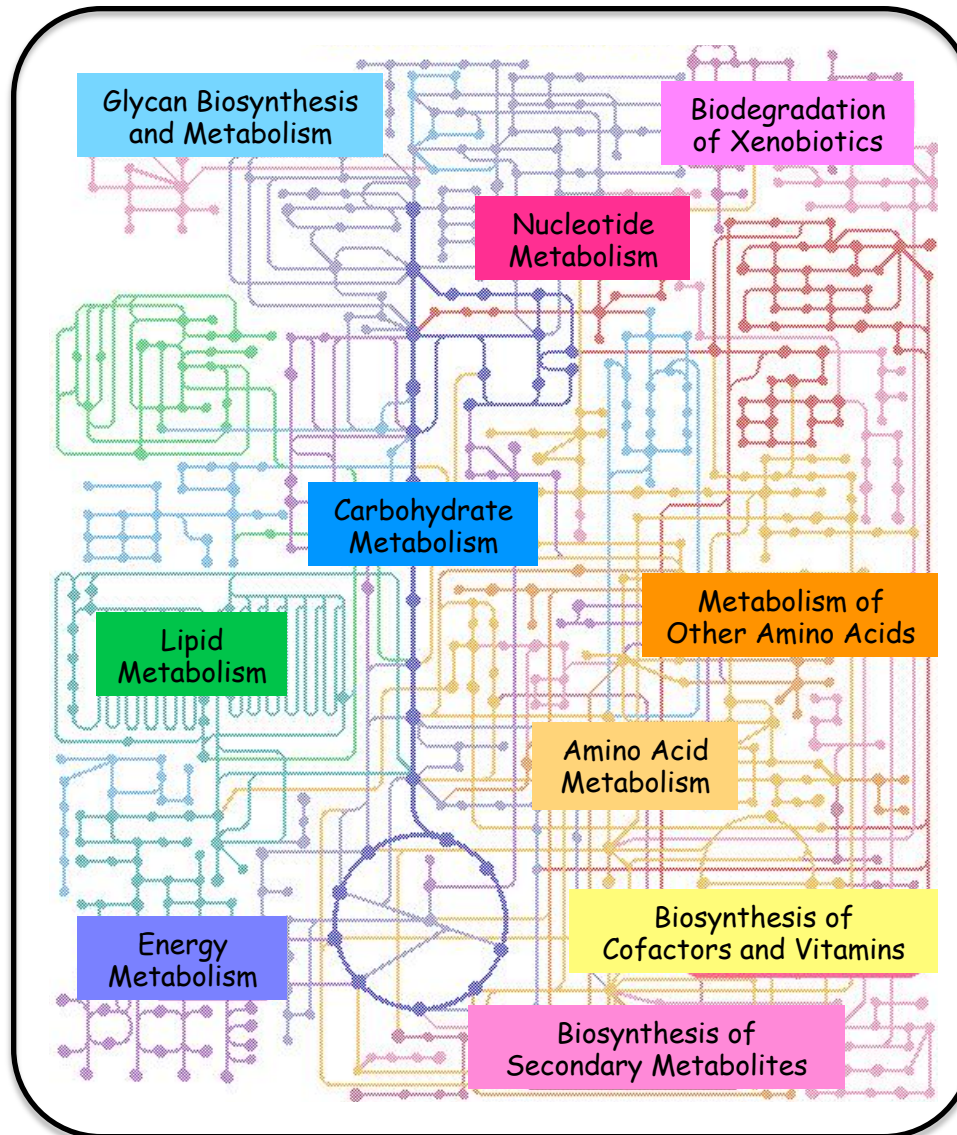 Glycan Biosynthesis
and Metabolism
Biodegradation
of Xenobiotics
Nucleotide
Metabolism
Carbohydrate
Metabolism
Lipid
Metabolism
Metabolism of
Other Amino Acids
Amino Acid
Metabolism
Energy
Metabolism
Biosynthesis of
Cofactors and Vitamins
Biosynthesis of
Secondary Metabolites